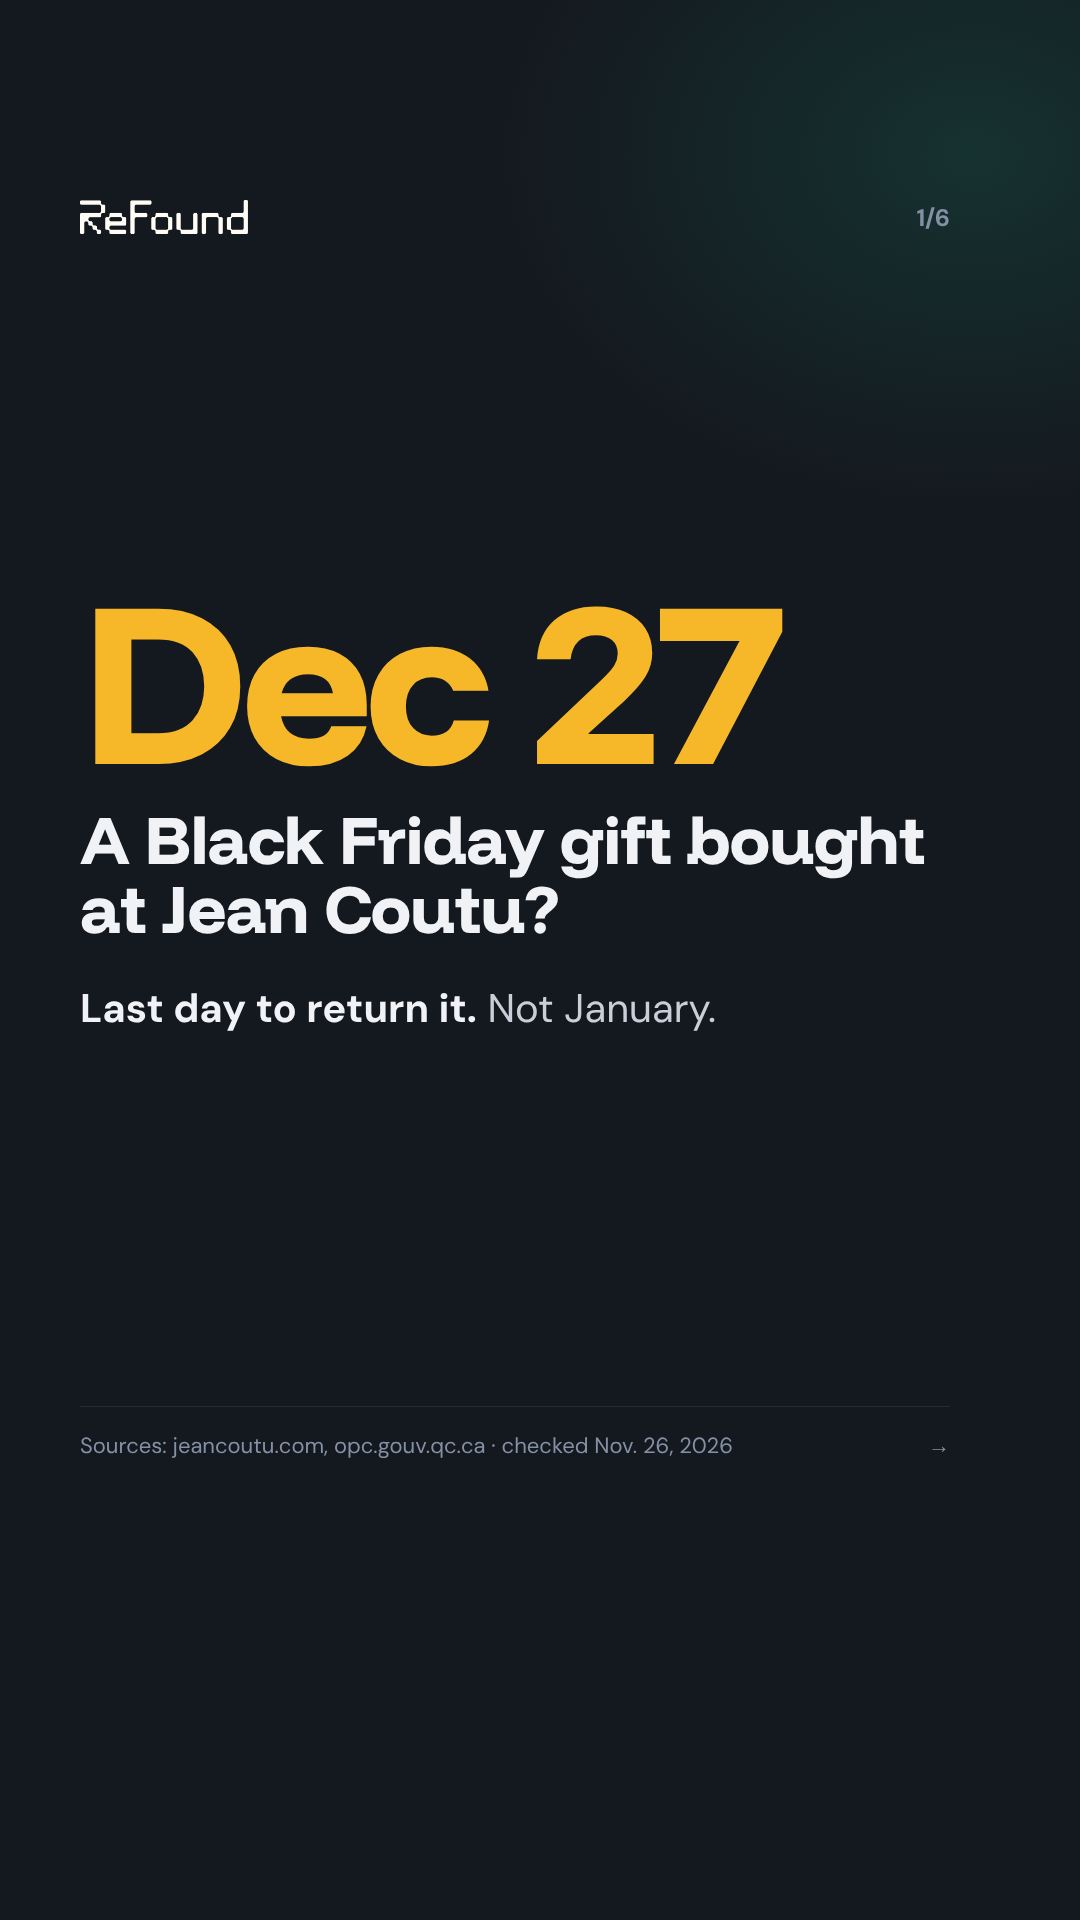 ReFound
1/6
Dec 27
A Black Friday gift bought
at Jean Coutu?
Last day to return it. Not January.
Sources: jeancoutu.com, opc.gouv.qc.ca · checked Nov. 26, 2026 →